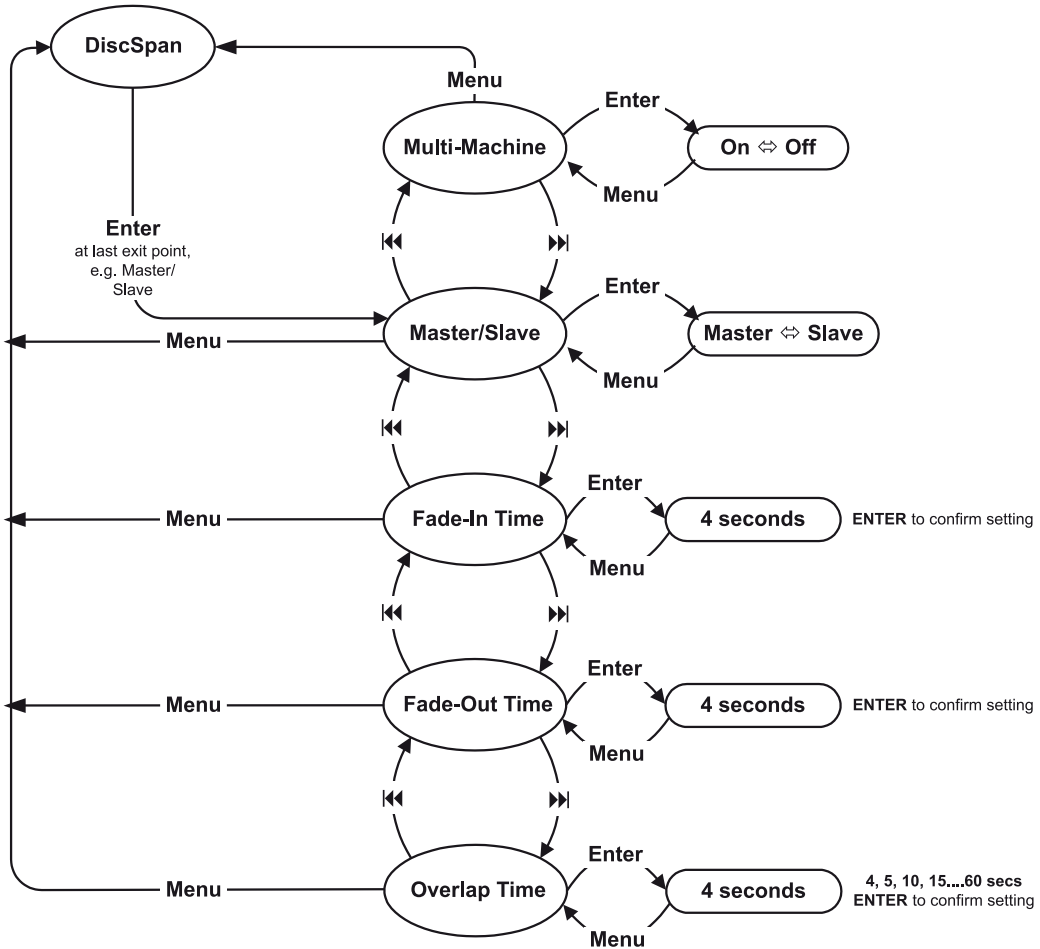 DiscSpan
Menu
Enter
Multi-Machine
On ⇔ Off
Menu
Enter
at last exit point,
e.g. Master/
Slave
Enter
Master/Slave
Master ⇔ Slave
Menu
Menu
Enter
Fade-In Time
4 seconds
ENTER to confirm setting
Menu
Menu
Enter
Fade-Out Time
4 seconds
ENTER to confirm setting
Menu
Menu
Enter
4, 5, 10, 15....60 secs
Overlap Time
4 seconds
ENTER to confirm setting
Menu
Menu